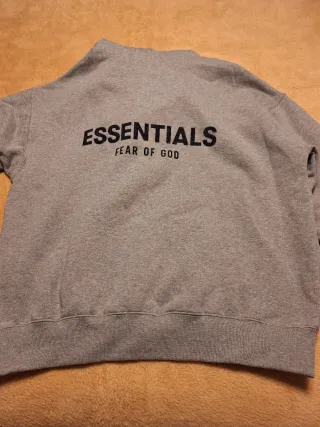 ESSENTIALS
FEAR OF GOD